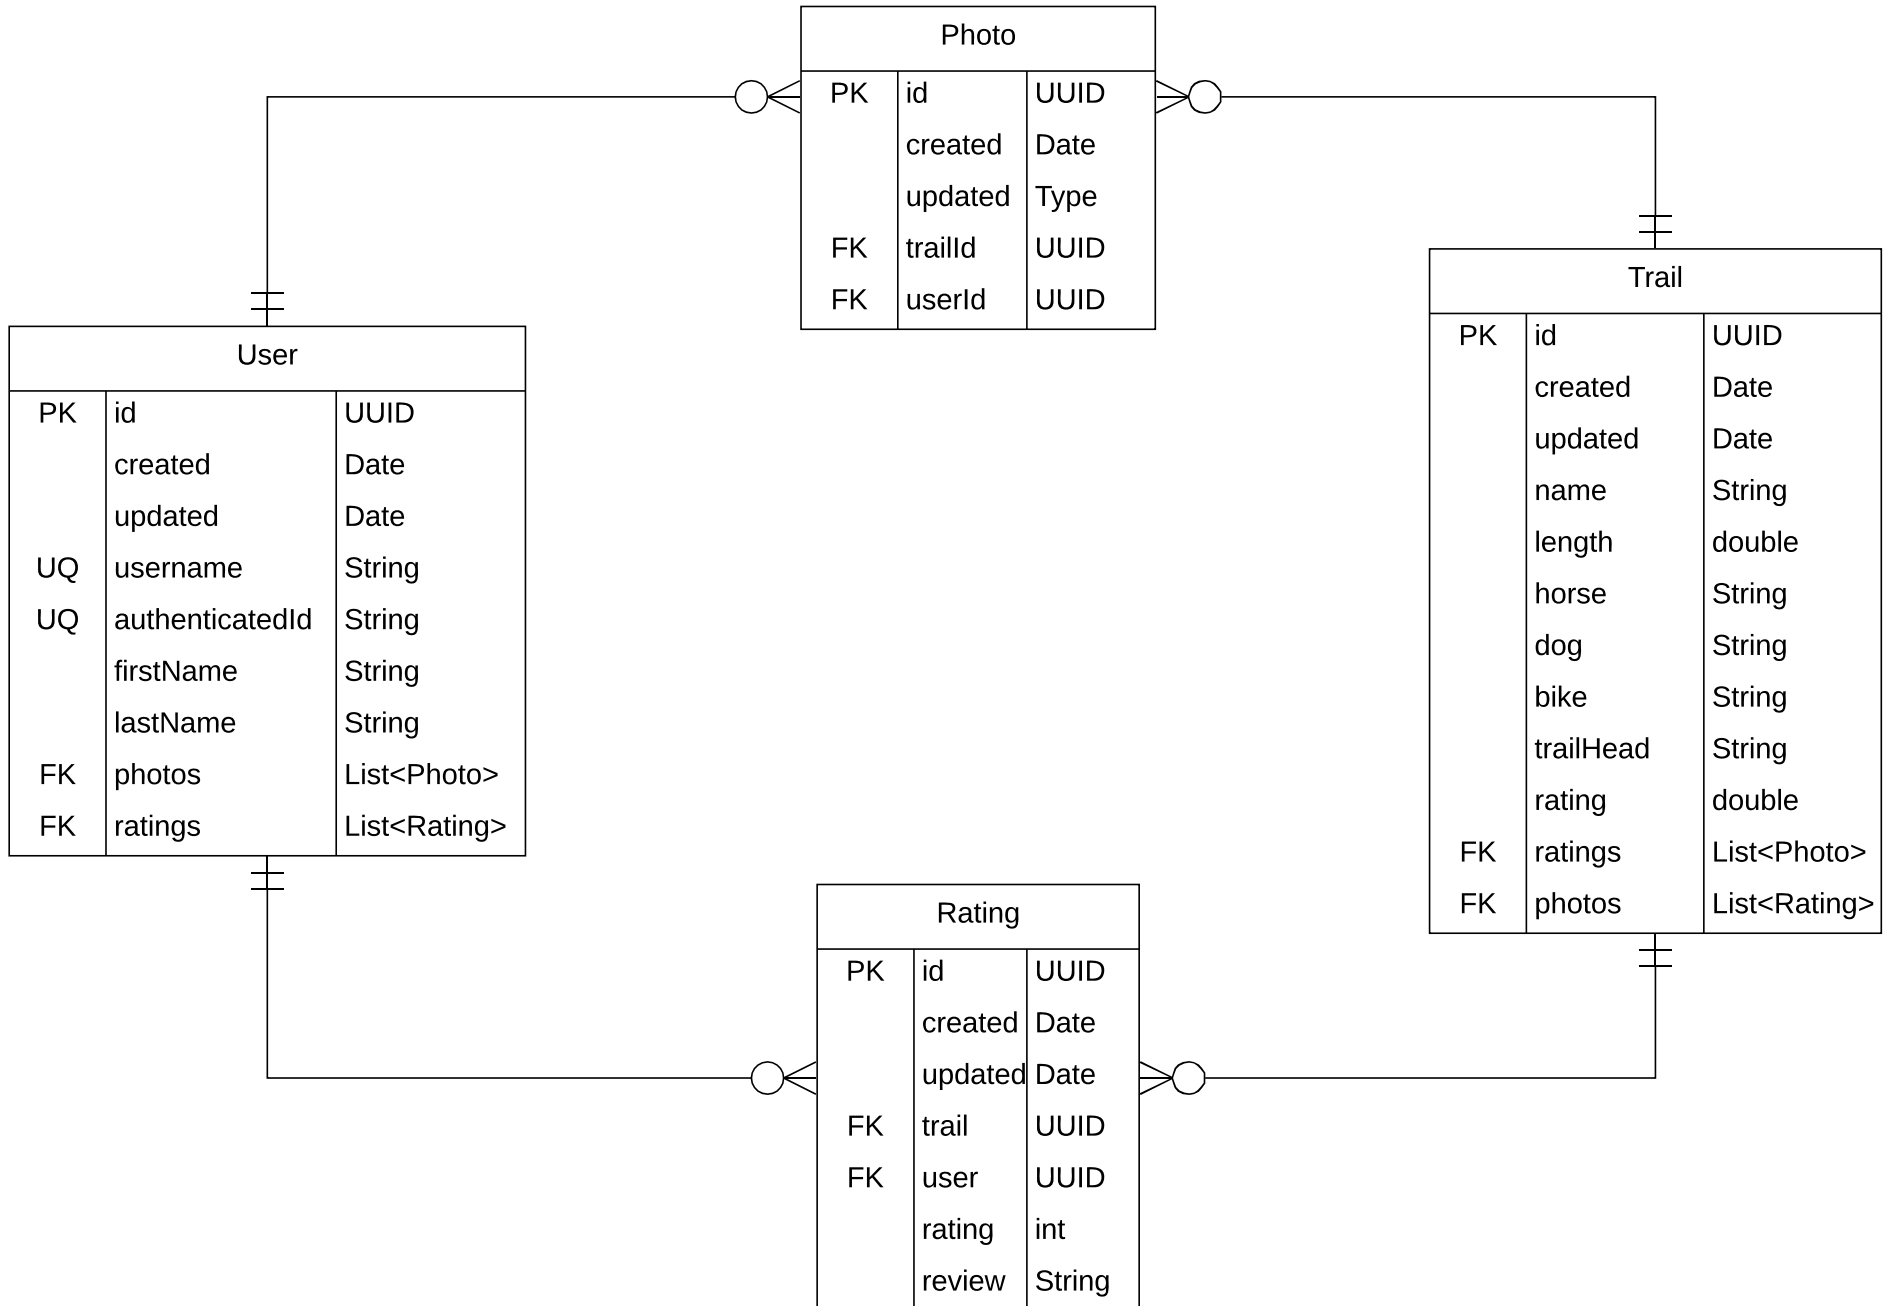 Photo
PK id UUID
created Date
updated Type
FK trailId UUID
FK userId UUID
User
PK id UUID
created Date
updated Date
UQ username String
UQ authenticatedId String
firstName String
lastName String
FK photos List<Photo>
FK ratings List<Rating>
Trail
PK id UUID
created Date
updated Date
name String
length double
horse String
dog String
bike String
trailHead String
rating double
FK ratings List<Photo>
FK photos List<Rating>
Rating
PK id UUID
created Date
updated Date
FK trail UUID
FK user UUID
rating int
review String